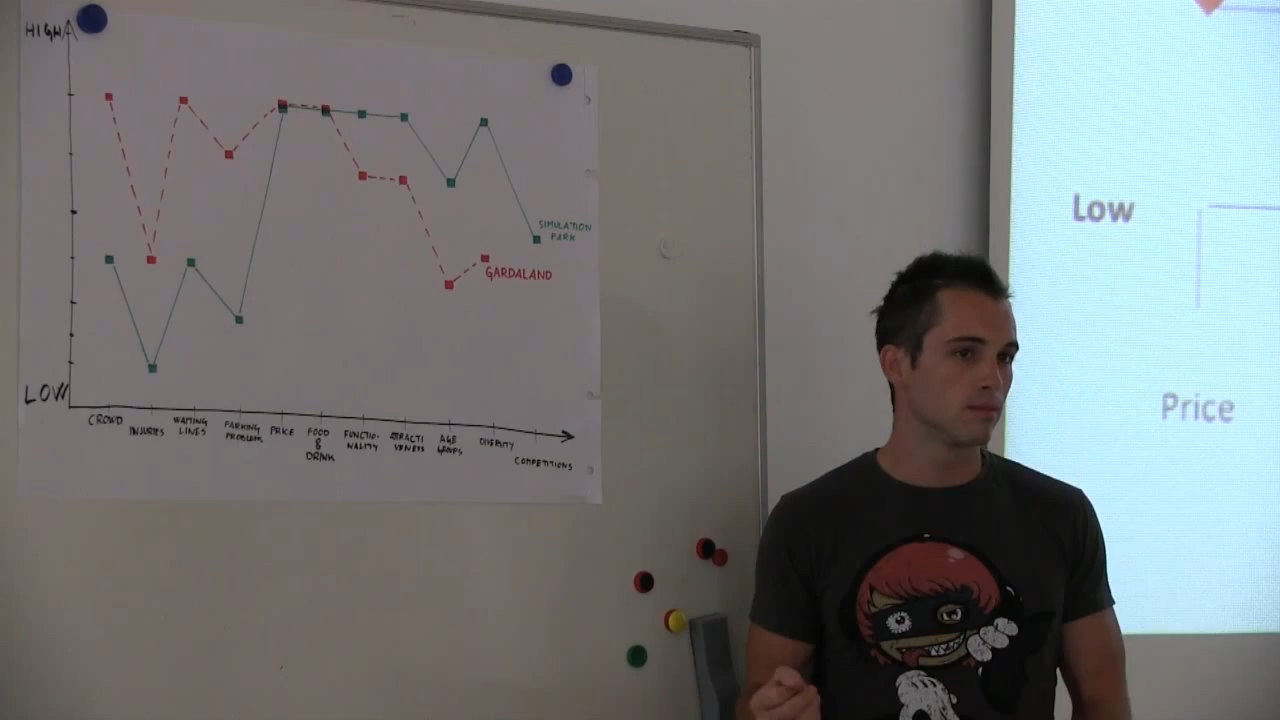 HIGH
SIMULATION
PARK
GARDALAND
LOW
CROWD
INJURIES
WAITING
LINES
PARKING
PROBLEMS
PRICE
FOOD
&
DRINK
FUNCTIO-
NALITY
ATTRACTI
VENESS
AGE
GROUPS
DIVERSITY
COMPETITIONS
Low
Price